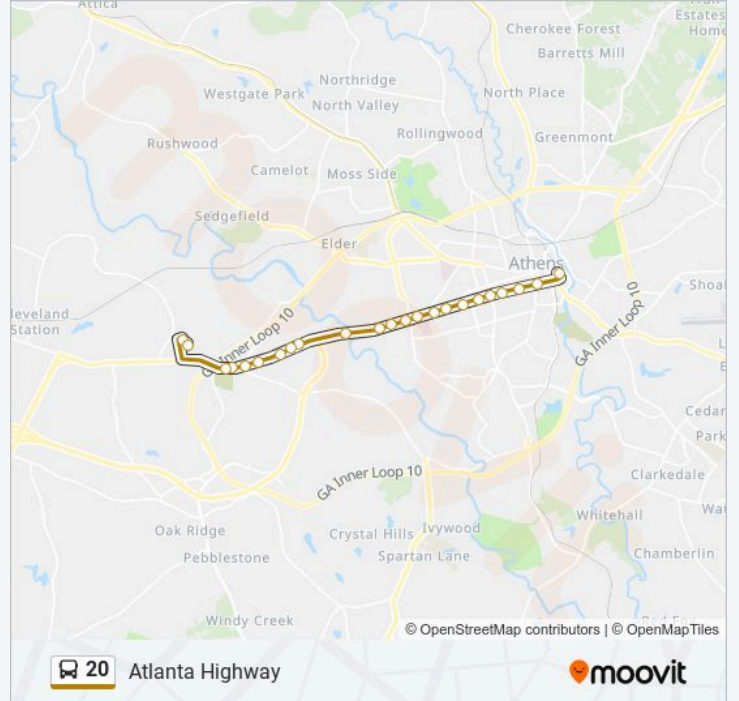 Attica
Estates
Home
Cherokee Forest
Barretts Mill
Northridge
Westgate Park
North Valley
North Place
Rollingwood
Greenmont
Rushwood
Camelot
Moss Side
Sedgefield
Elder
Athens
Shoal
leveland
Station
GA Inner Loop 10
GA Inner Loop 10
Cedar
Park
GA Inner Loop 10
Clarkedale
Whitehall
Oak Ridge
Crystal Hills
Ivywood
Pebblestone
Spartan Lane
Chamberlin
Windy Creek
© OpenStreetMap contributors | © OpenMapTiles
20 Atlanta Highway
moovit